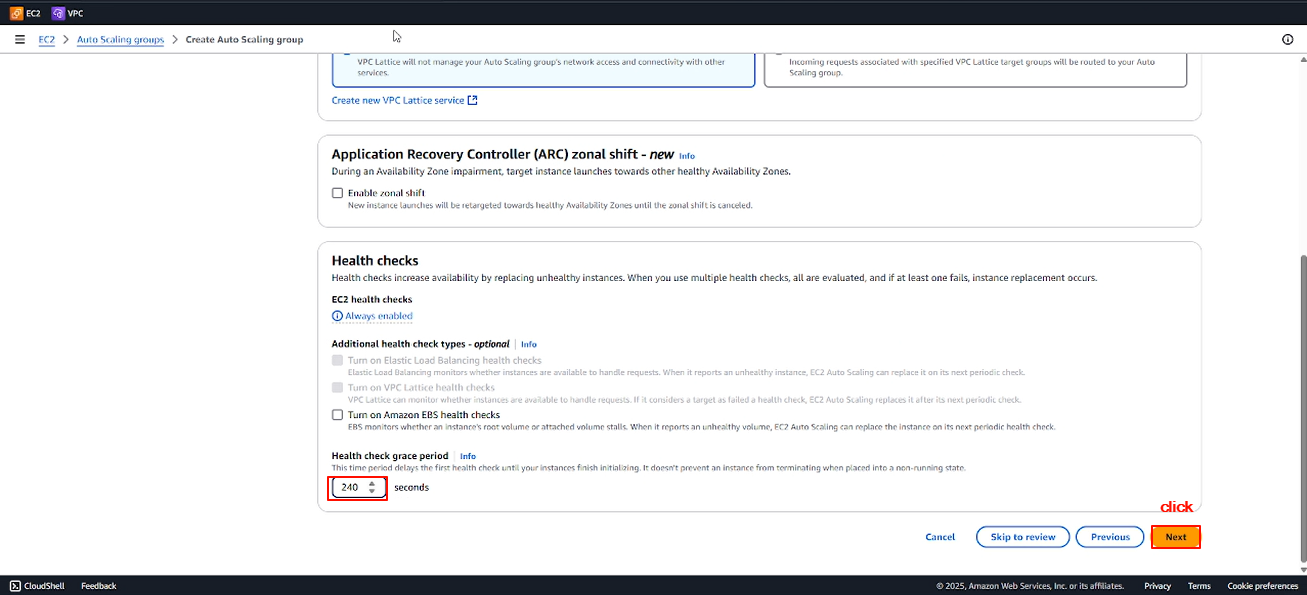 EC2 VPC
EC2 > Auto Scaling groups > Create Auto Scaling group
VPC Lattice will not manage your Auto Scaling group's network access and connectivity with other
services.
Incoming requests associated with specified VPC Lattice target groups will be routed to your Auto
Scaling group.
Create new VPC Lattice service
Application Recovery Controller (ARC) zonal shift - new Info
During an Availability Zone impairment, target instance launches towards other healthy Availability Zones.
Enable zonal shift
New instance launches will be retargeted towards healthy Availability Zones until the zonal shift is canceled.
Health checks
Health checks increase availability by replacing unhealthy instances. When you use multiple health checks, all are evaluated, and if at least one fails, instance replacement occurs.
EC2 health checks
Always enabled
Additional health check types - optional Info
Turn on Elastic Load Balancing health checks
Elastic Load Balancing monitors whether instances are available to handle requests. When it reports an unhealthy instance, EC2 Auto Scaling can replace it on its next periodic check.
Turn on VPC Lattice health checks
VPC Lattice can monitor whether instances are available to handle requests. If it considers a target as failed a health check, EC2 Auto Scaling replaces it after its next periodic check.
Turn on Amazon EBS health checks
EBS monitors whether an instance's root volume or attached volume stalls. When it reports an unhealthy volume, EC2 Auto Scaling can replace the instance on its next periodic health check.
Health check grace period Info
This time period delays the first health check until your instances finish initializing. It doesn't prevent an instance from terminating when placed into a non-running state.
240 seconds
click
Cancel Skip to review Previous Next
CloudShell Feedback © 2025, Amazon Web Services, Inc. or its affiliates. Privacy Terms Cookie preferences